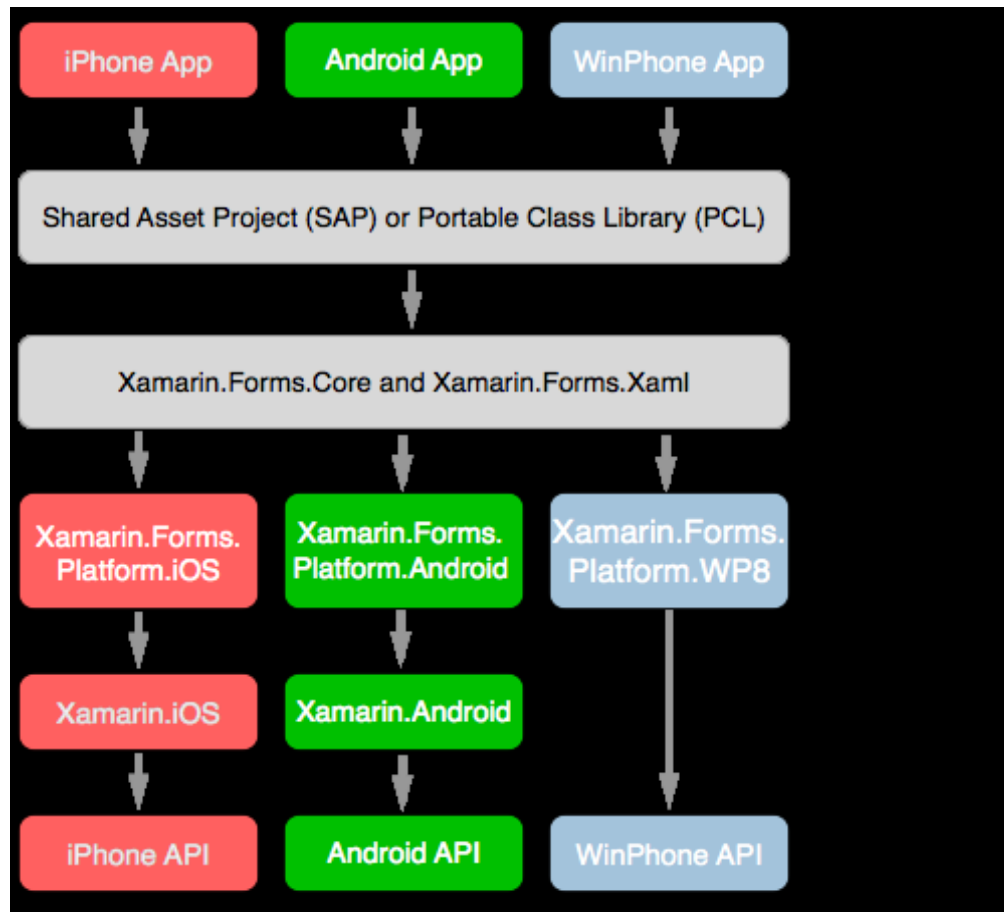 iPhone App
Android App
WinPhone App
Shared Asset Project (SAP) or Portable Class Library (PCL)
Xamarin.Forms.Core and Xamarin.Forms.Xaml
Xamarin.Forms.
Platform.iOS
Xamarin.Forms.
Platform.Android
Xamarin.Forms.
Platform.WP8
Xamarin.iOS
Xamarin.Android
iPhone API
Android API
WinPhone API